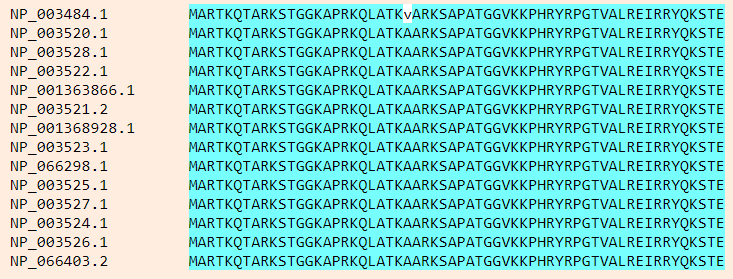 NP_003484.1 MARTKQTARKSTGGKAPRKQLATKvARKSAPATGGVKKPHRYRPGTVALREIRRYQKSTE
NP_003520.1 MARTKQTARKSTGGKAPRKQLATKAARKSAPATGGVKKPHRYRPGTVALREIRRYQKSTE
NP_003528.1 MARTKQTARKSTGGKAPRKQLATKAARKSAPATGGVKKPHRYRPGTVALREIRRYQKSTE
NP_003522.1 MARTKQTARKSTGGKAPRKQLATKAARKSAPATGGVKKPHRYRPGTVALREIRRYQKSTE
NP_001363866.1 MARTKQTARKSTGGKAPRKQLATKAARKSAPATGGVKKPHRYRPGTVALREIRRYQKSTE
NP_003521.2 MARTKQTARKSTGGKAPRKQLATKAARKSAPATGGVKKPHRYRPGTVALREIRRYQKSTE
NP_001368928.1 MARTKQTARKSTGGKAPRKQLATKAARKSAPATGGVKKPHRYRPGTVALREIRRYQKSTE
NP_003523.1 MARTKQTARKSTGGKAPRKQLATKAARKSAPATGGVKKPHRYRPGTVALREIRRYQKSTE
NP_066298.1 MARTKQTARKSTGGKAPRKQLATKAARKSAPATGGVKKPHRYRPGTVALREIRRYQKSTE
NP_003525.1 MARTKQTARKSTGGKAPRKQLATKAARKSAPATGGVKKPHRYRPGTVALREIRRYQKSTE
NP_003527.1 MARTKQTARKSTGGKAPRKQLATKAARKSAPATGGVKKPHRYRPGTVALREIRRYQKSTE
NP_003524.1 MARTKQTARKSTGGKAPRKQLATKAARKSAPATGGVKKPHRYRPGTVALREIRRYQKSTE
NP_003526.1 MARTKQTARKSTGGKAPRKQLATKAARKSAPATGGVKKPHRYRPGTVALREIRRYQKSTE
NP_066403.2 MARTKQTARKSTGGKAPRKQLATKAARKSAPATGGVKKPHRYRPGTVALREIRRYQKSTE